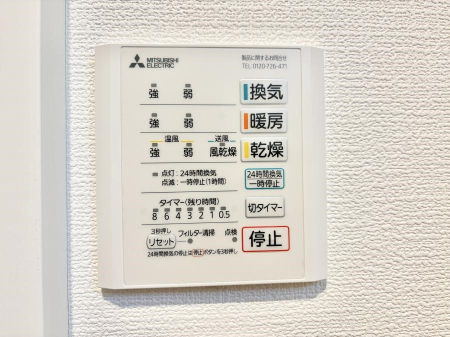 MITSUBISHI
ELECTRIC
製品に関するお問合せ
TEL 0120-726-471
強 弱 換気
強 弱 暖房
温風 送風
強 弱 風乾燥 乾燥
点灯:24時間換気
点滅:一時停止(1時間)
24時間換気
一時停止
タイマー(残り時間)
8 6 4 3 2 1 0.5
切タイマー
3秒押し
リセット フィルター清掃 点検
停止
24時間換気の停止は停止ボタンを3秒押し